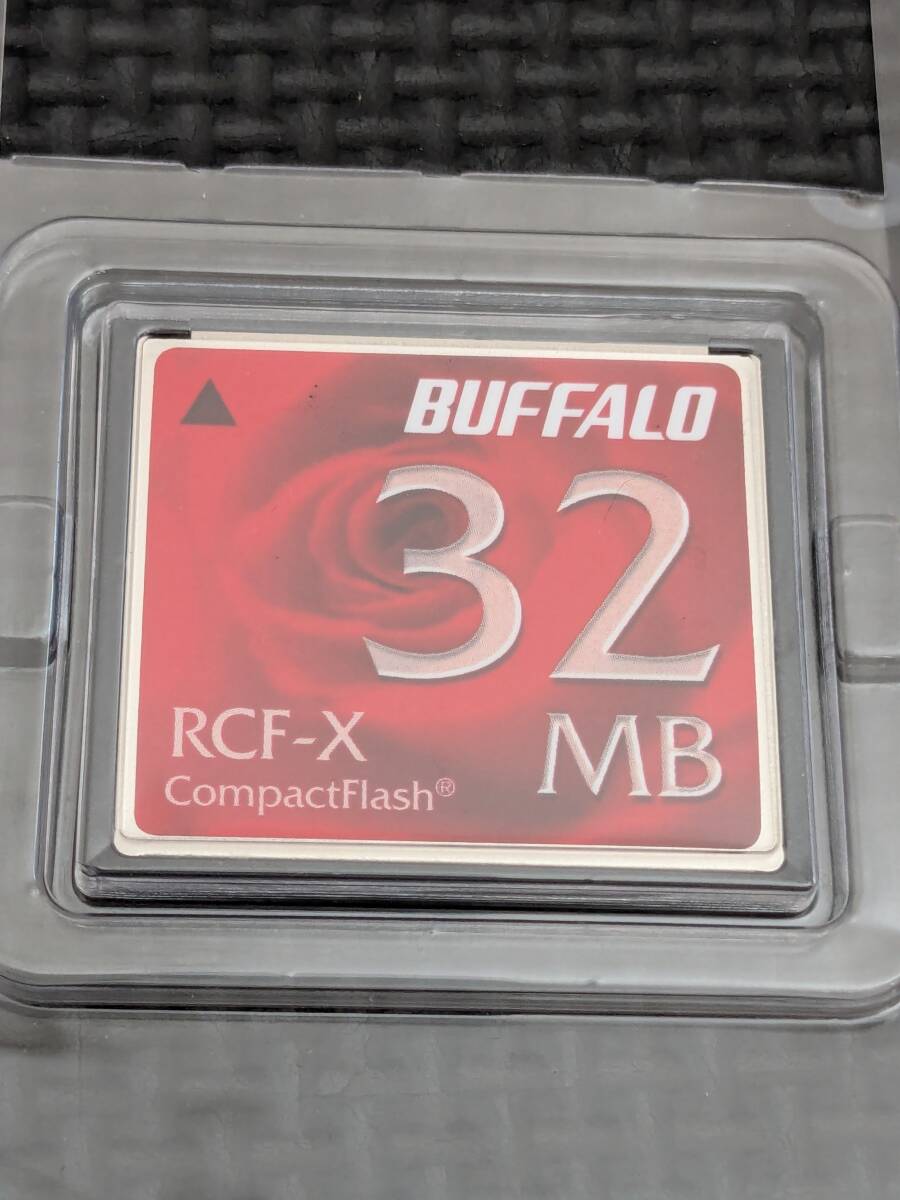 BUFFALO
32
MB
RCF-X
CompactFlash®